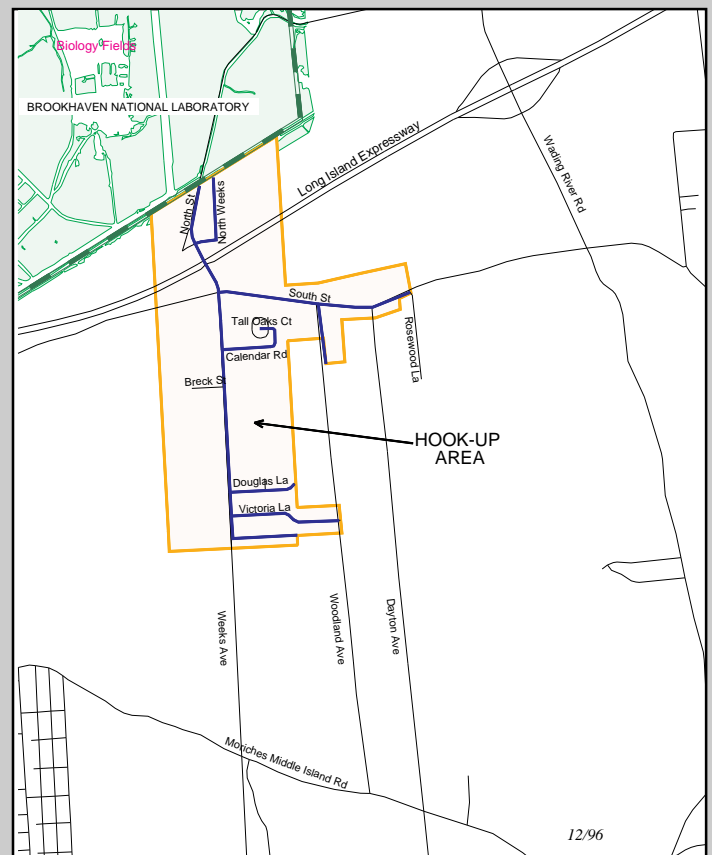 Biology Fields
BROOKHAVEN NATIONAL LABORATORY
Long Island Expressway
Wading River Rd
North St
North Weeks
South St
Tall Oaks Ct
Rosewood La
Calendar Rd
Breck St
HOOK-UP
AREA
Douglas La
Victoria La
Weeks Ave
Woodland Ave
Dayton Ave
Moriches Middle Island Rd
12/96